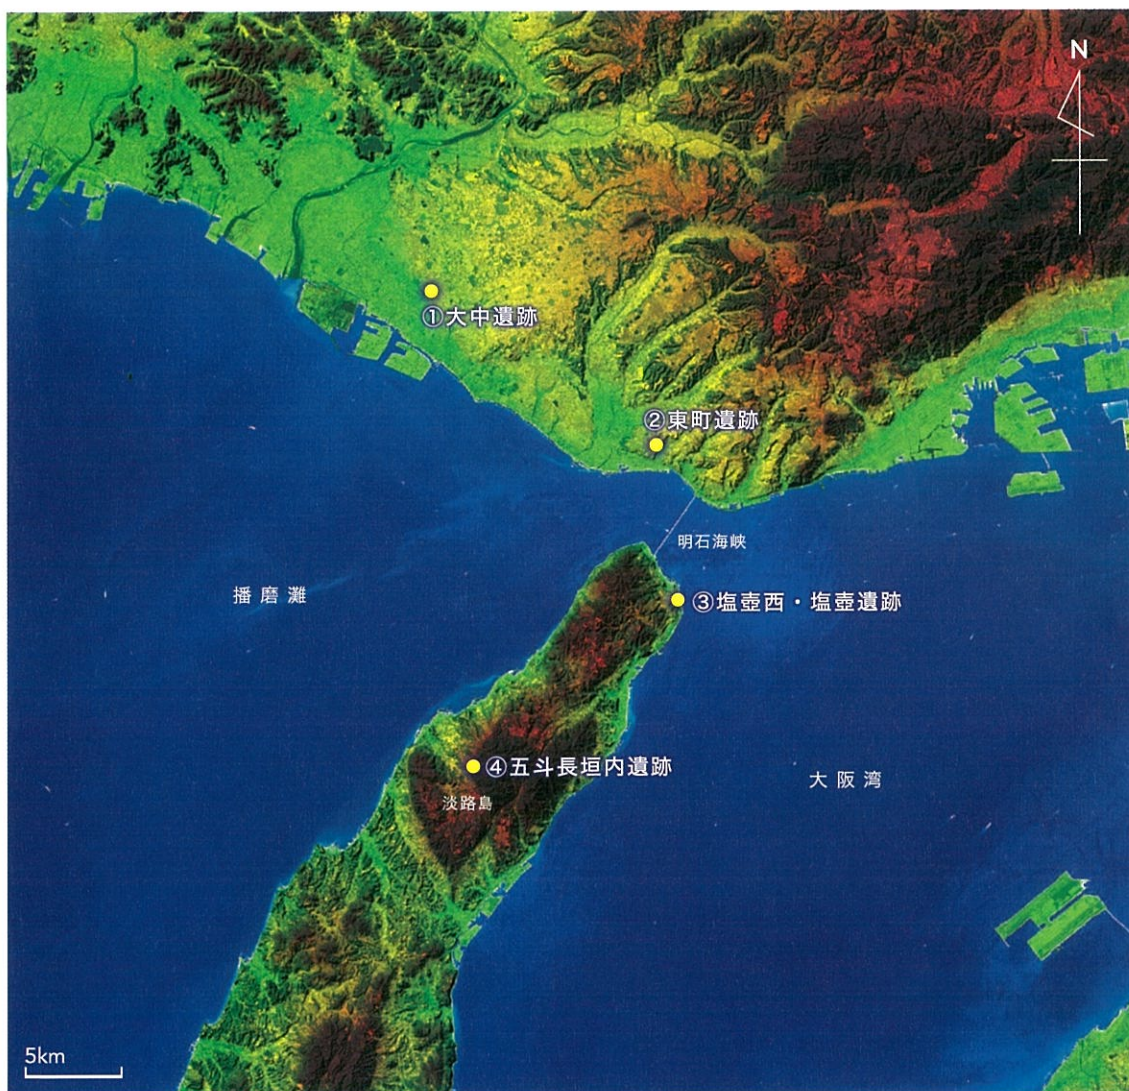 N
①大中遺跡
②東町遺跡
明石海峡
播磨灘
③塩壺西・塩壺遺跡
④五斗長垣内遺跡
大阪湾
淡路島
5km